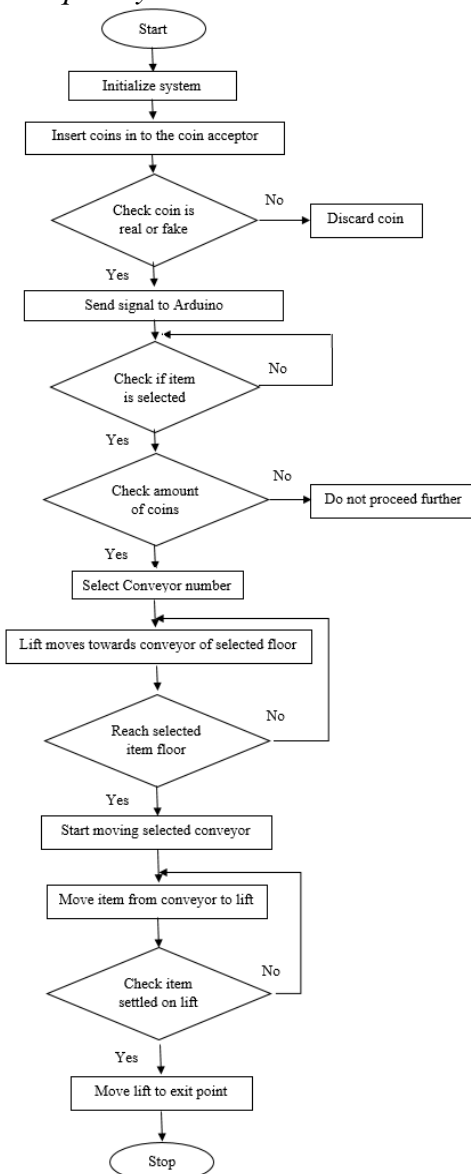 Start
Initialize system
Insert coins in to the coin acceptor
Check coin is
real or fake
No
Discard coin
Yes
Send signal to Arduino
Check if item
is selected
No
Yes
Check amount
of coins
No
Do not proceed further
Yes
Select Conveyor number
Lift moves towards conveyor of selected floor
Reach selected
item floor
No
Yes
Start moving selected conveyor
Move item from conveyor to lift
Check item
settled on lift
No
Yes
Move lift to exit point
Stop